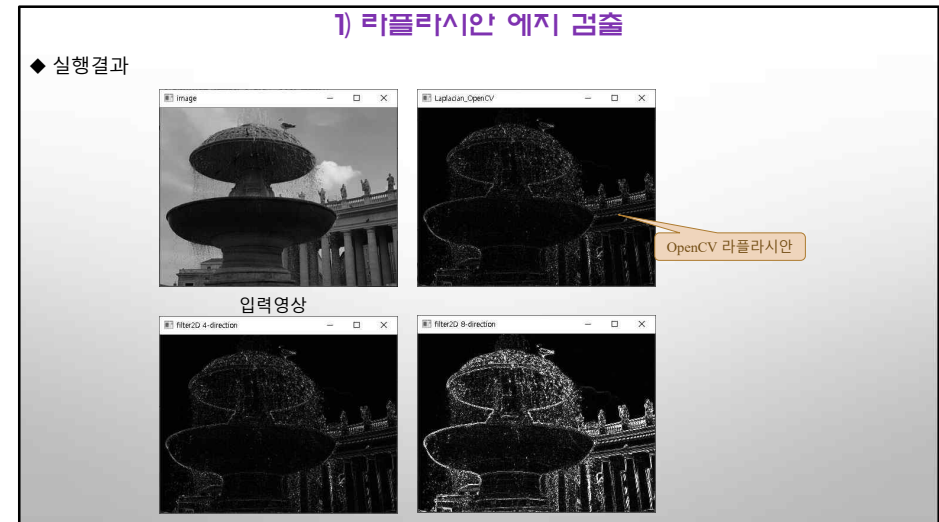 1) 라플라시안 에지 검출
◆ 실행결과
image
Laplacian_OpenCV
OpenCV 라플라시안
입력영상
filter2D 4-direction
filter2D 8-direction